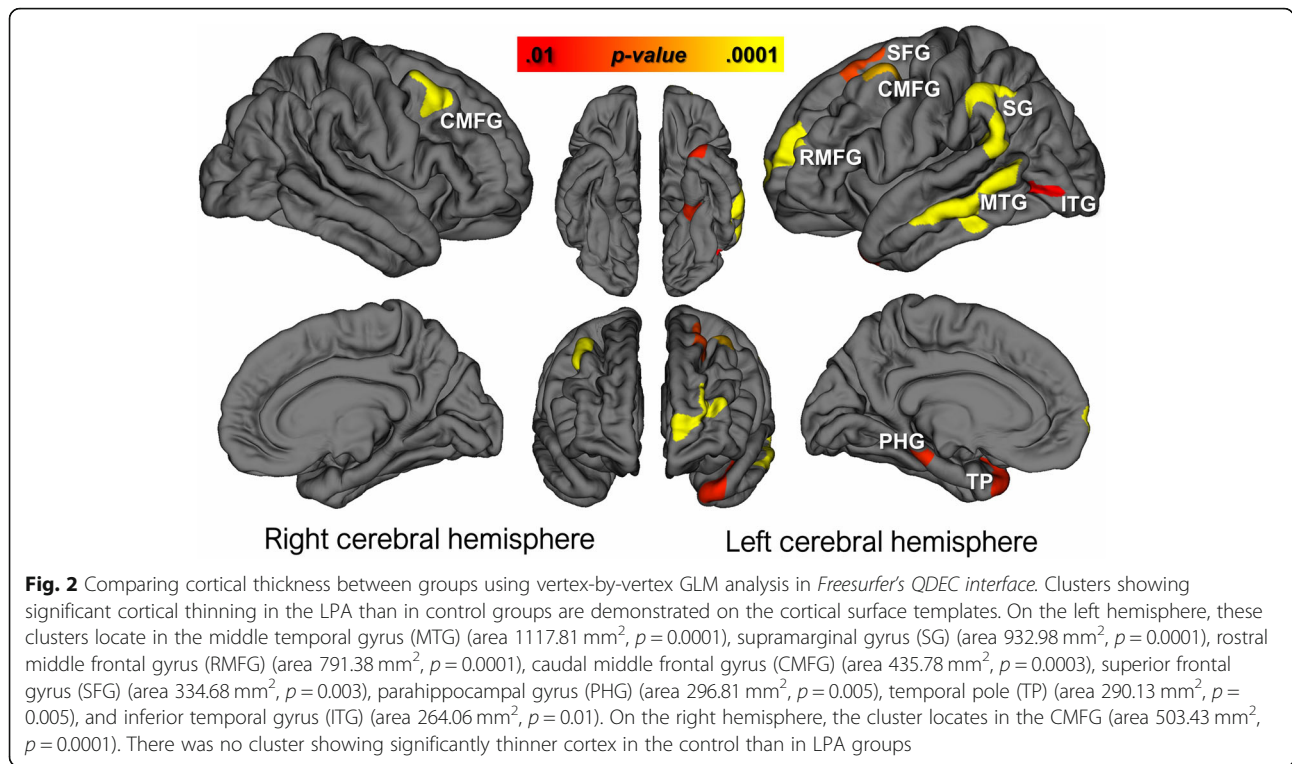 .01 p-value .0001
CMFG
SFG
CMFG
SG
RMFG
MTG
ITG
PHG
TP
Right cerebral hemisphere
Left cerebral hemisphere
Fig. 2 Comparing cortical thickness between groups using vertex-by-vertex GLM analysis in Freesurfer's QDEC interface. Clusters showing
significant cortical thinning in the LPA than in control groups are demonstrated on the cortical surface templates. On the left hemisphere, these
clusters locate in the middle temporal gyrus (MTG) (area 1117.81 mm², p = 0.0001), supramarginal gyrus (SG) (area 932.98 mm², p = 0.0001), rostral
middle frontal gyrus (RMFG) (area 791.38 mm², p = 0.0001), caudal middle frontal gyrus (CMFG) (area 435.78 mm², p = 0.0003), superior frontal
gyrus (SFG) (area 334.68 mm², p = 0.003), parahippocampal gyrus (PHG) (area 296.81 mm², p = 0.005), temporal pole (TP) (area 290.13 mm², p =
0.005), and inferior temporal gyrus (ITG) (area 264.06 mm², p = 0.01). On the right hemisphere, the cluster locates in the CMFG (area 503.43 mm²,
p = 0.0001). There was no cluster showing significantly thinner cortex in the control than in LPA groups